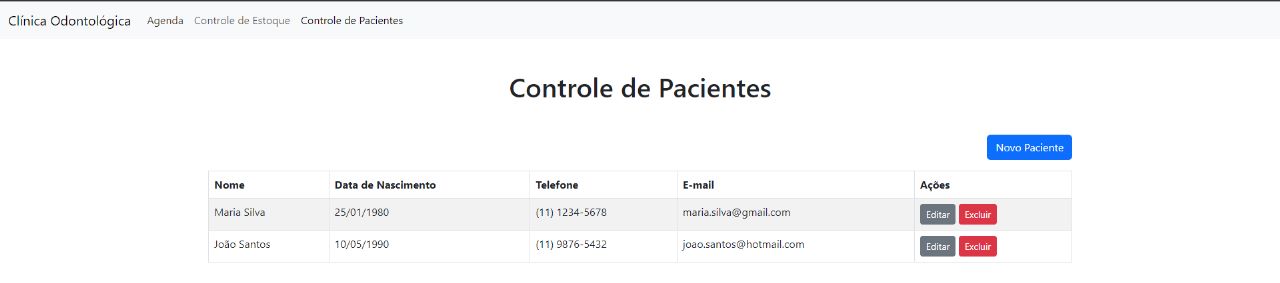 Clínica Odontológica Agenda Controle de Estoque Controle de Pacientes
Controle de Pacientes
Novo Paciente
Nome Data de Nascimento Telefone E-mail Ações
Maria Silva 25/01/1980 (11) 1234-5678 maria.silva@gmail.com Editar Excluir
João Santos 10/05/1990 (11) 9876-5432 joao.santos@hotmail.com Editar Excluir